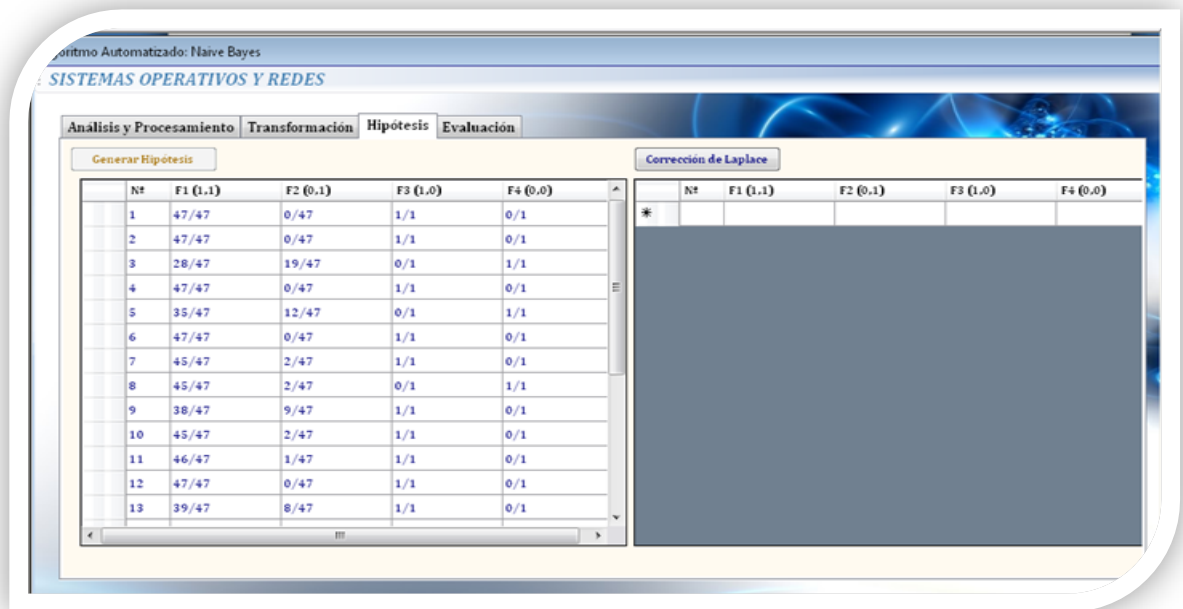 oritmo Automatizado: Naive Bayes
SISTEMAS OPERATIVOS Y REDES
Análisis y Procesamiento Transformación Hipótesis Evaluación
Generar Hipótesis
Corrección de Laplace
Nº F1 (1,1) F2 (0,1) F3 (1,0) F4 (0,0)
1 47/47 0/47 1/1 0/1
2 47/47 0/47 1/1 0/1
3 28/47 19/47 0/1 1/1
4 47/47 0/47 1/1 0/1
5 35/47 12/47 0/1 1/1
6 47/47 0/47 1/1 0/1
7 45/47 2/47 1/1 0/1
8 45/47 2/47 0/1 1/1
9 38/47 9/47 1/1 0/1
10 45/47 2/47 1/1 0/1
11 46/47 1/47 1/1 0/1
12 47/47 0/47 1/1 0/1
13 39/47 8/47 1/1 0/1
Nº F1 (1,1) F2 (0,1) F3 (1,0) F4 (0,0)